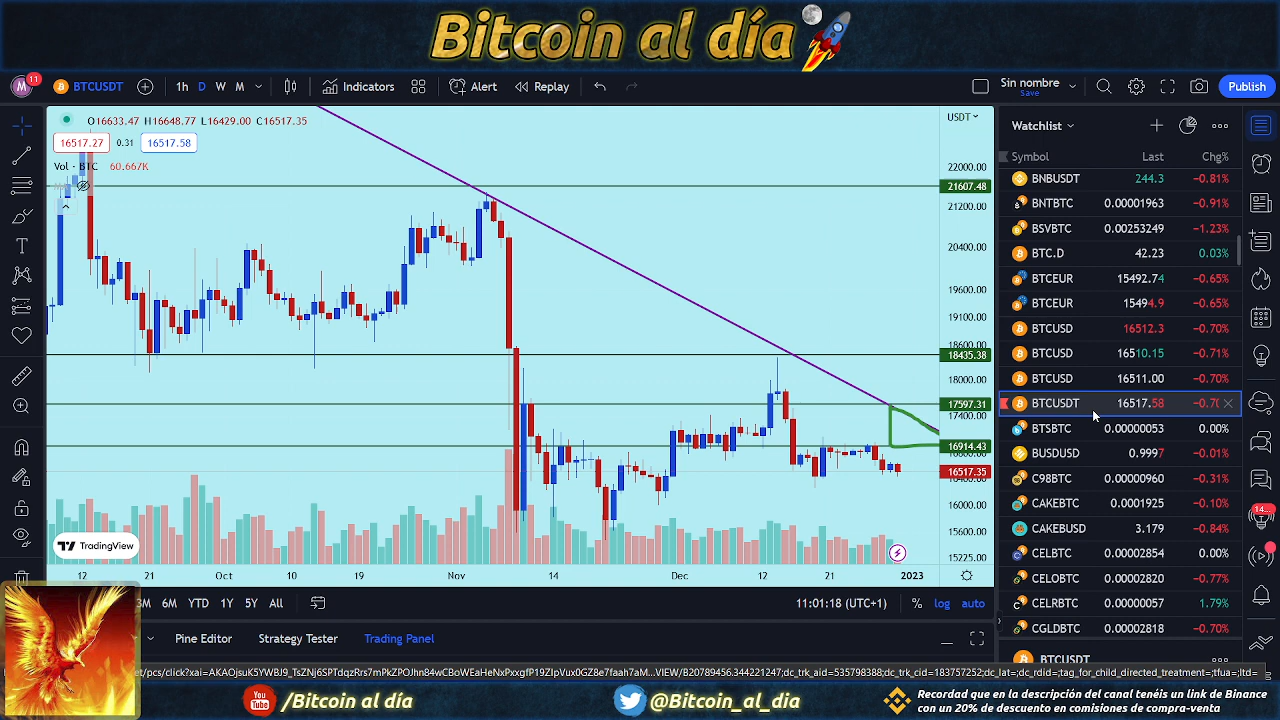 Bitcoin al día
M 11 BTCUSDT 1h D W M Indicators Alert Replay Sin nombre Save Publish
O16633.47 H16648.77 L16429.00 C16517.35
16517.27 0.31 16517.58
Vol · BTC 60.667K
USDT
22000.00
21607.48
21200.00
20400.00
19600.00
19100.00
18600.00
18435.38
18000.00
17597.31
17400.00
16914.43
16517.35
16000.00
15600.00
15225.00
TradingView
12 21 Oct 10 19 Nov 14 Dec 12 21 2023
3M 6M YTD 1Y 5Y All 11:01:18 (UTC+1) % log auto
Pine Editor Strategy Tester Trading Panel
Watchlist
Symbol Last Chg%
BNBUSDT 244.3 −0.81%
BNTBTC 0.00001963 −0.91%
BSVBTC 0.00253249 −1.23%
BTC.D 42.23 0.03%
BTCEUR 15492.74 −0.65%
BTCEUR 15494.9 −0.65%
BTCUSD 16512.3 −0.70%
BTCUSD 16510.15 −0.71%
BTCUSD 16511.00 −0.70%
BTCUSDT 16517.58
BTSBTC 0.00000053 0.00%
BUSDUSD 0.9997 −0.01%
C98BTC 0.00000960 −0.31%
CAKEBTC 0.0001925 −0.10%
CAKEBUSD 3.179 −0.84%
CELBTC 0.00002854 0.00%
CELOBTC 0.00002820 −0.77%
CELRBTC 0.00000057 1.79%
CGLDBTC 0.00002818 −0.70%
BTCUSDT
You Tube /Bitcoin al día
@Bitcoin_al_dia
Recordad que en la descripción del canal tenéis un link de Binance
con un 20% de descuento en comisiones de compra-venta